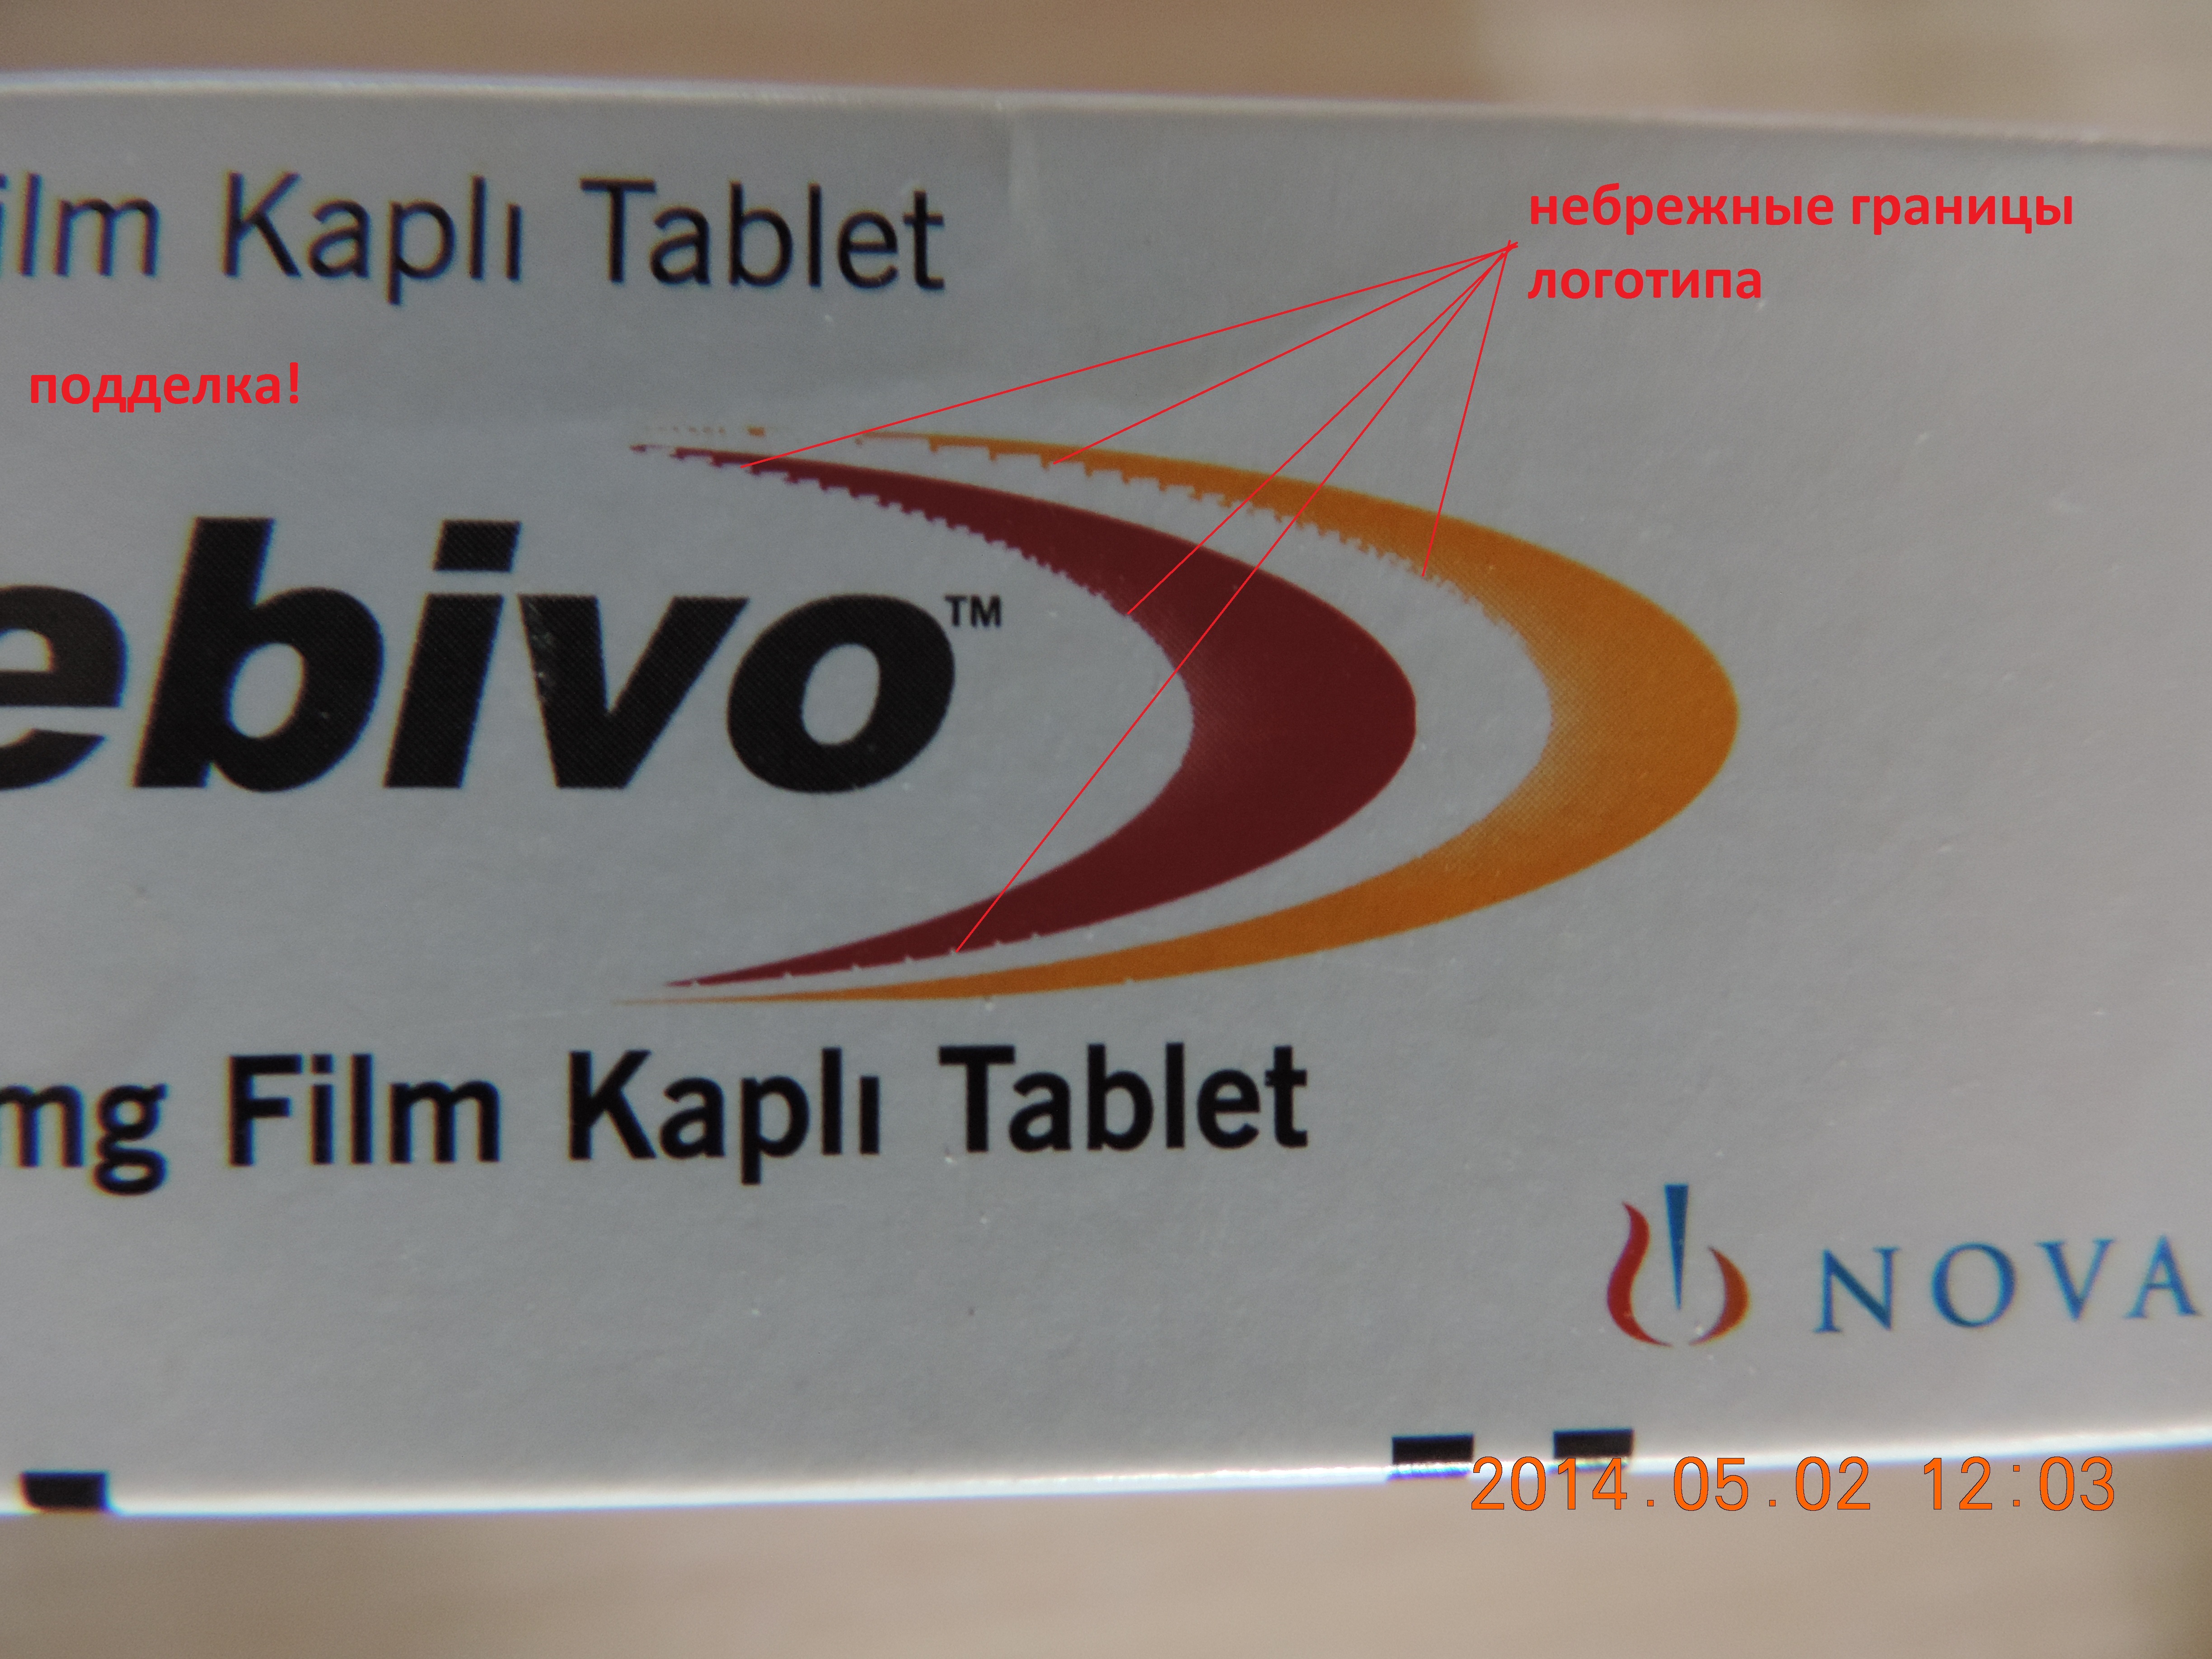 ilm Kaplı Tablet
небрежные границы
логотипа
подделка!
ebivo™
mg Film Kaplı Tablet
NOVA
2014.05.02 12:03